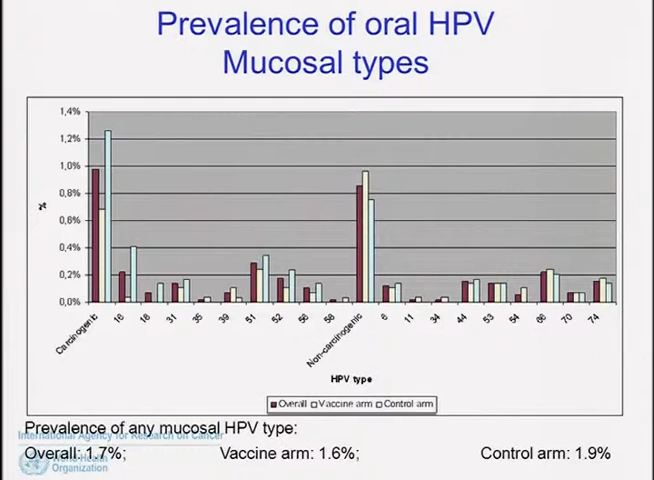 Prevalence of oral HPV
Mucosal types
1,4%
1,2%
1,0%
0,8%
0,6%
0,4%
0,2%
0,0%
%
Carcinogenic 16 18 31 35 39 51 52 56 58 Non-carcinogenic 6 11 34 44 53 54 66 70 74
HPV type
Overall Vaccine arm Control arm
Prevalence of any mucosal HPV type:
International Agency for Research on Cancer
Overall: 1.7%; Vaccine arm: 1.6%; Control arm: 1.9%
World Health
Organization